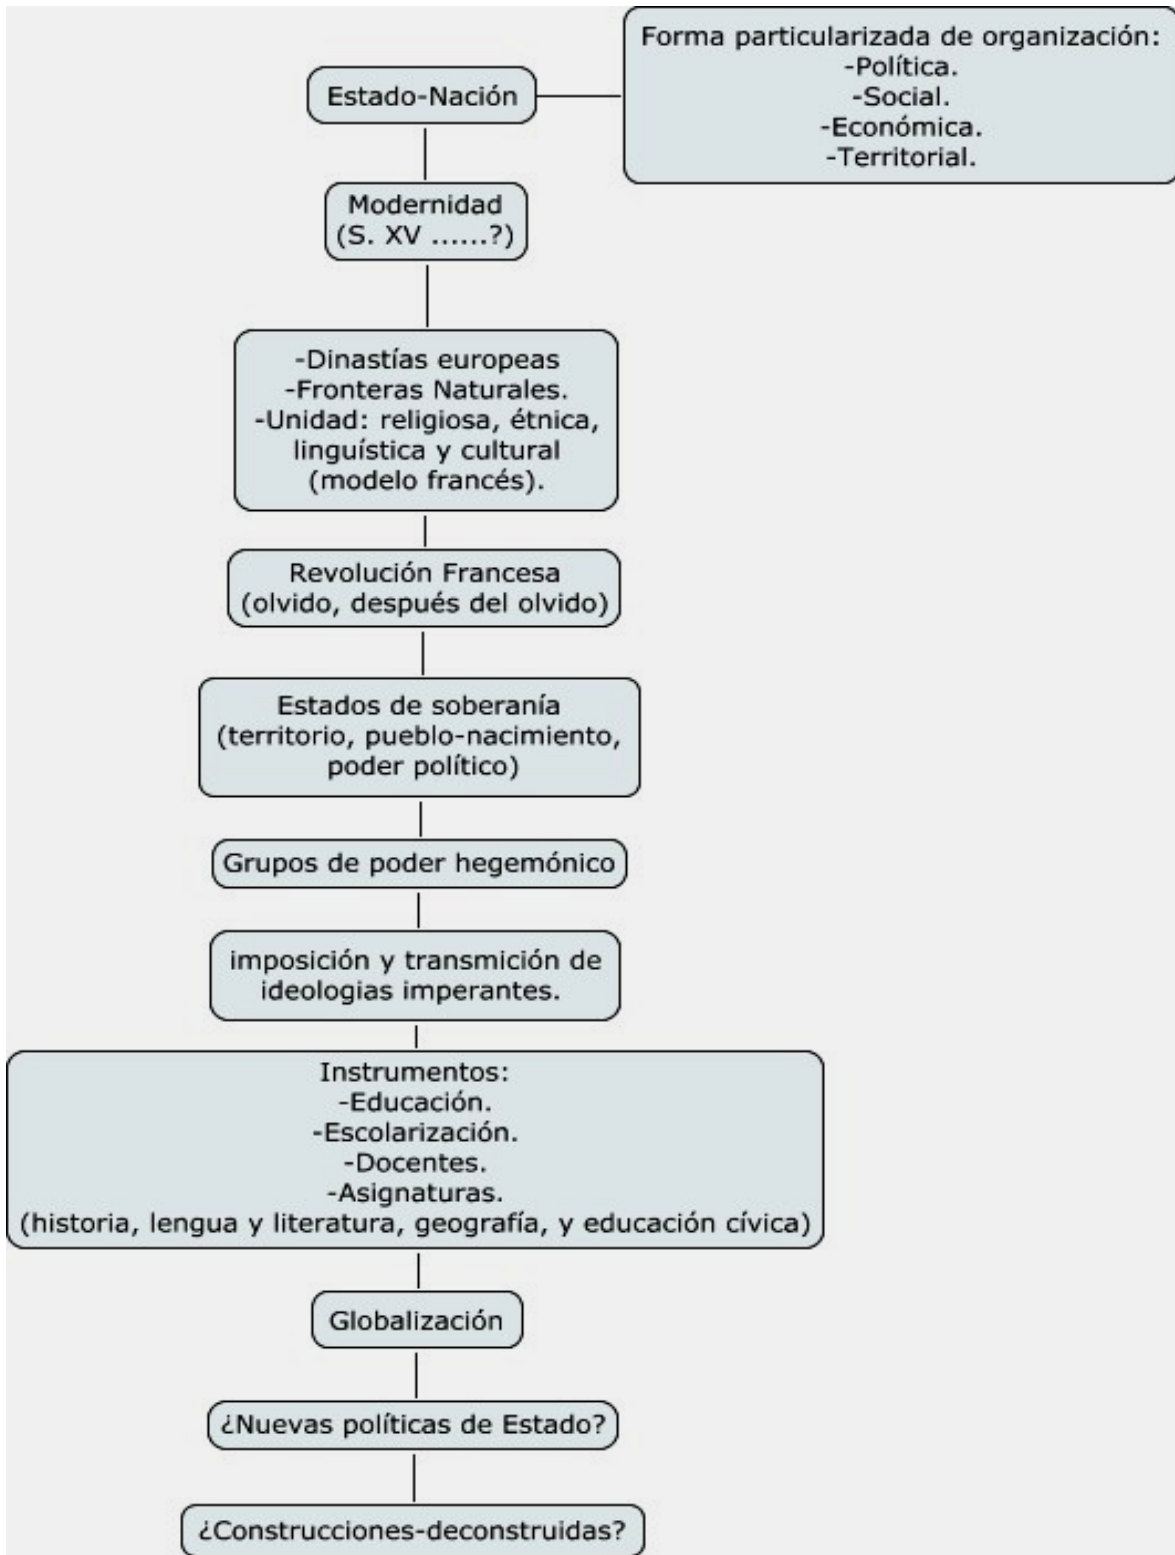 Forma particularizada de organización:
-Política.
-Social.
-Económica.
-Territorial.
Estado-Nación
Modernidad
(S. XV ......?)
-Dinastías europeas
-Fronteras Naturales.
-Unidad: religiosa, étnica,
linguística y cultural
(modelo francés).
Revolución Francesa
(olvido, después del olvido)
Estados de soberanía
(territorio, pueblo-nacimiento,
poder político)
Grupos de poder hegemónico
imposición y transmición de
ideologias imperantes.
Instrumentos:
-Educación.
-Escolarización.
-Docentes.
-Asignaturas.
(historia, lengua y literatura, geografía, y educación cívica)
Globalización
¿Nuevas políticas de Estado?
¿Construcciones-deconstruidas?